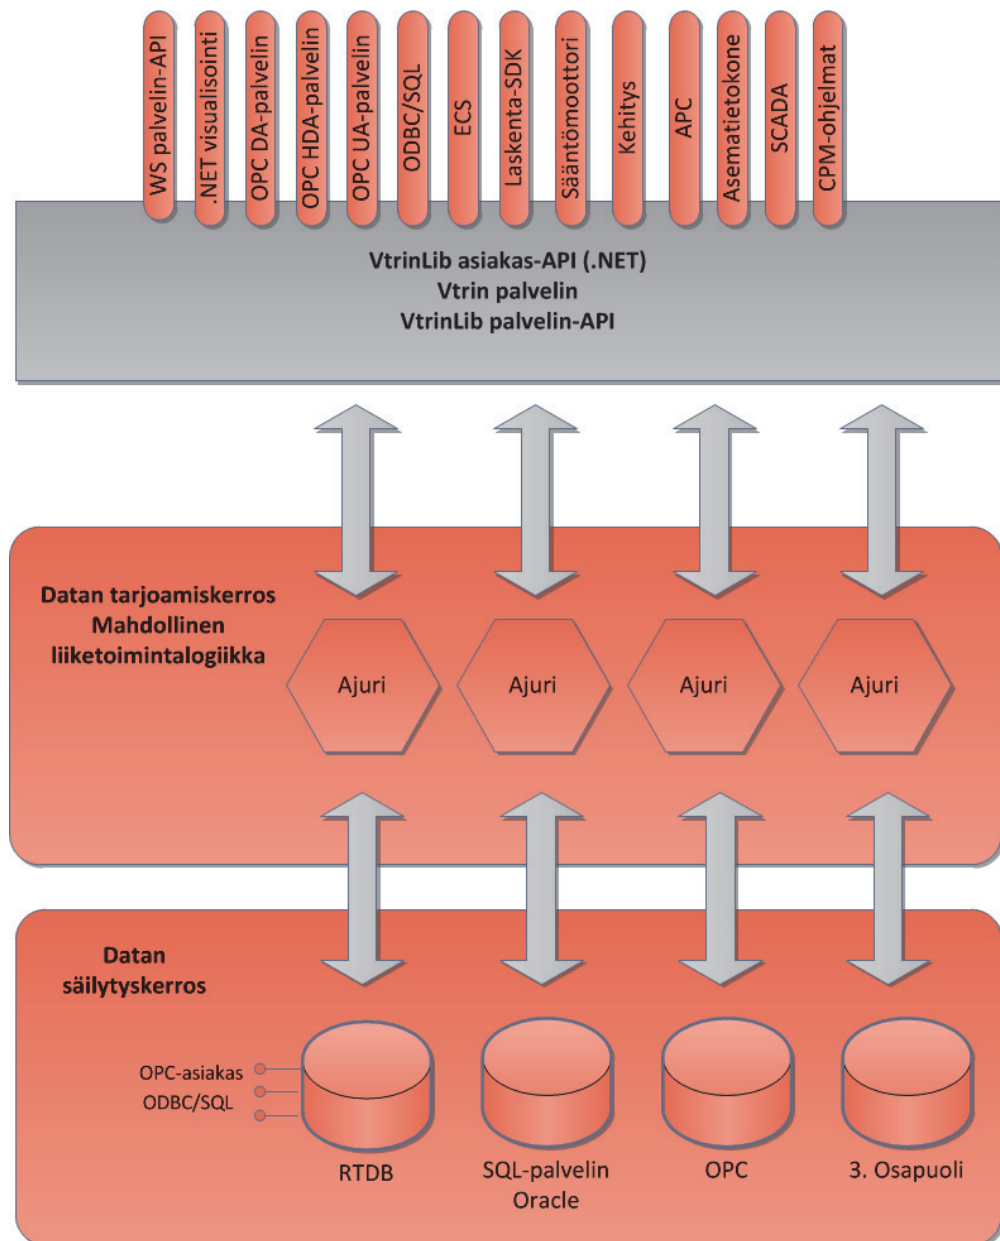 WS palvelin-API
.NET visualisointi
OPC DA-palvelin
OPC HDA-palvelin
OPC UA-palvelin
ODBC/SQL
ECS
Laskenta-SDK
Sääntömoottori
Kehitys
APC
Asematietokone
SCADA
CPM-ohjelmat
VtrinLib asiakas-API (.NET)
Vtrin palvelin
VtrinLib palvelin-API
Datan tarjoamiskerros
Mahdollinen
liiketoimintalogiikka
Ajuri
Ajuri
Ajuri
Ajuri
Datan
säilytyskerros
OPC-asiakas
ODBC/SQL
RTDB
SQL-palvelin
Oracle
OPC
3. Osapuoli